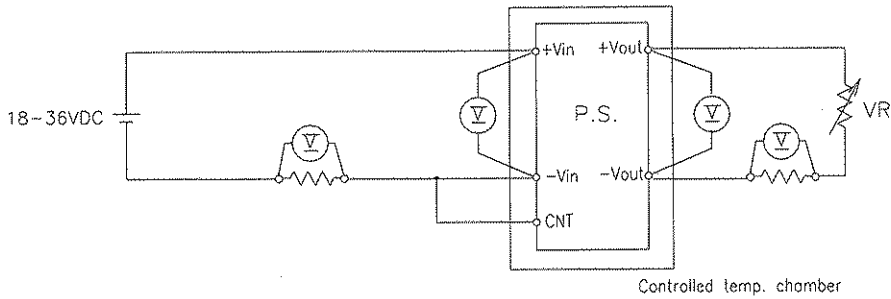 +Vin
+Vout
18~36VDC
V
P.S.
V
VR
V
V
-Vin
-Vout
CNT
Controlled temp. chamber